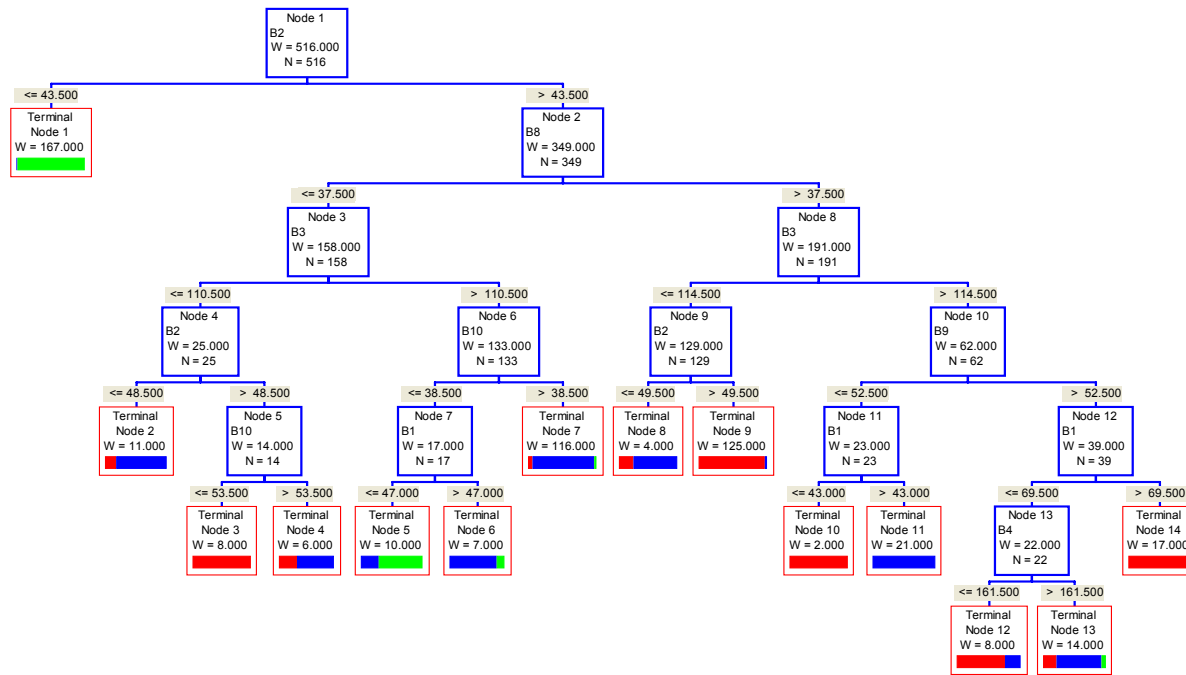 Node 1
B2
W = 516.000
N = 516
<= 43.500
> 43.500
Terminal
Node 1
W = 167.000
Node 2
B8
W = 349.000
N = 349
<= 37.500
> 37.500
Node 3
B3
W = 158.000
N = 158
Node 8
B3
W = 191.000
N = 191
<= 110.500
> 110.500
<= 114.500
> 114.500
Node 4
B2
W = 25.000
N = 25
Node 6
B10
W = 133.000
N = 133
Node 9
B2
W = 129.000
N = 129
Node 10
B9
W = 62.000
N = 62
<= 48.500
> 48.500
<= 38.500
> 38.500
<= 49.500
> 49.500
<= 52.500
> 52.500
Terminal
Node 2
W = 11.000
Node 5
B10
W = 14.000
N = 14
Node 7
B1
W = 17.000
N = 17
Terminal
Node 7
W = 116.000
Terminal
Node 8
W = 4.000
Terminal
Node 9
W = 125.000
Node 11
B1
W = 23.000
N = 23
Node 12
B1
W = 39.000
N = 39
<= 53.500
> 53.500
<= 47.000
> 47.000
<= 43.000
> 43.000
<= 69.500
> 69.500
Terminal
Node 3
W = 8.000
Terminal
Node 4
W = 6.000
Terminal
Node 5
W = 10.000
Terminal
Node 6
W = 7.000
Terminal
Node 10
W = 2.000
Terminal
Node 11
W = 21.000
Node 13
B4
W = 22.000
N = 22
Terminal
Node 14
W = 17.000
<= 161.500
> 161.500
Terminal
Node 12
W = 8.000
Terminal
Node 13
W = 14.000